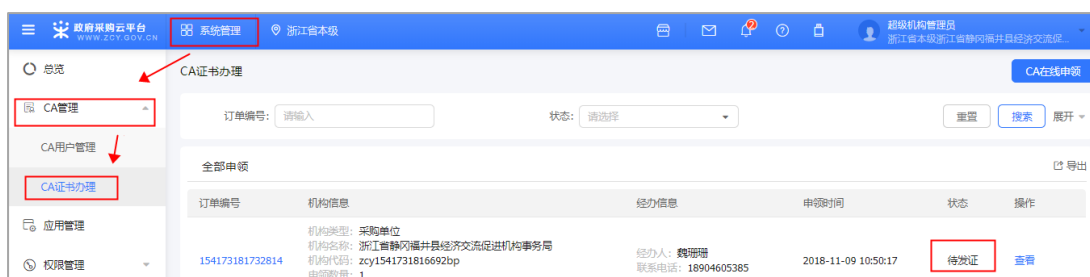 政府采购云平台
WWW.ZCY.GOV.CN
系统管理
浙江省本级
2
超级机构管理员
浙江省本级浙江省静冈福井县经济交流促...
总览
CA管理
CA用户管理
CA证书办理
应用管理
权限管理
CA证书办理
CA在线申领
订单编号: 请输入
状态: 请选择
重置
搜索
展开
全部申领
导出
订单编号 机构信息 经办信息 申领时间 状态 操作
154173181732814
机构类型: 采购单位
机构名称: 浙江省静冈福井县经济交流促进机构事务局
机构代码: zcy1541731816692bp
申领数量: 1
经办人: 魏珊珊
联系电话: 18904605385
2018-11-09 10:50:17
待发证
查看